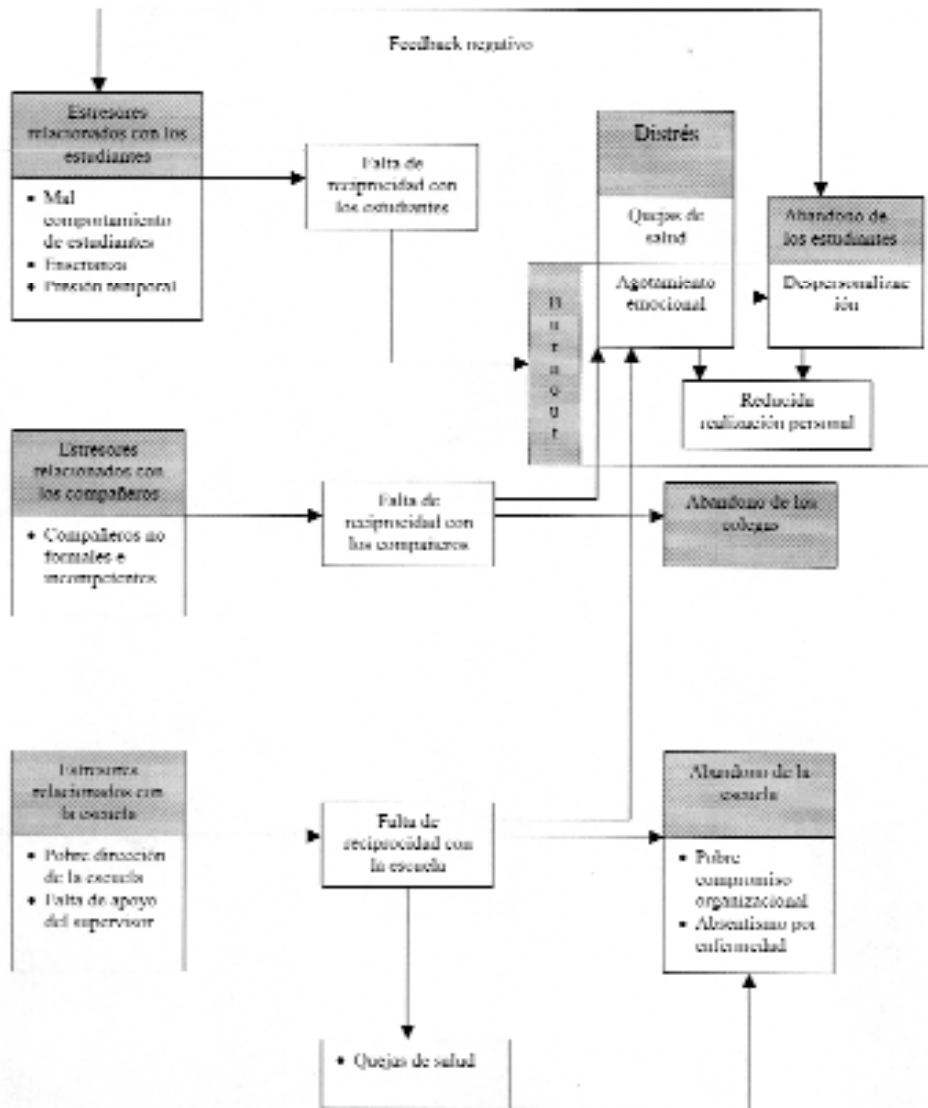 Feedback negativo
Estresores
relacionados con los
estudiantes
• Mal
comportamiento
de estudiantes
• Enseñanza
• Presión temporal
Falta de
reciprocidad con
los estudiantes
Distrés
Quejas de
salud
Agotamiento
emocional
Abandono de
los estudiantes
Despersonalizac
ión
B
u
r
n
o
u
t
Reducida
realización personal
Estresores
relacionados con
los compañeros
• Compañeros no
formales e
incompetentes
Falta de
reciprocidad con
los compañeros
Abandono de los
colegas
Estresores
relacionados con
la escuela
• Pobre dirección
de la escuela
• Falta de apoyo
del supervisor
Falta de
reciprocidad con
la escuela
Abandono de la
escuela
• Pobre
compromiso
organizacional
• Absentismo por
enfermedad
• Quejas de salud